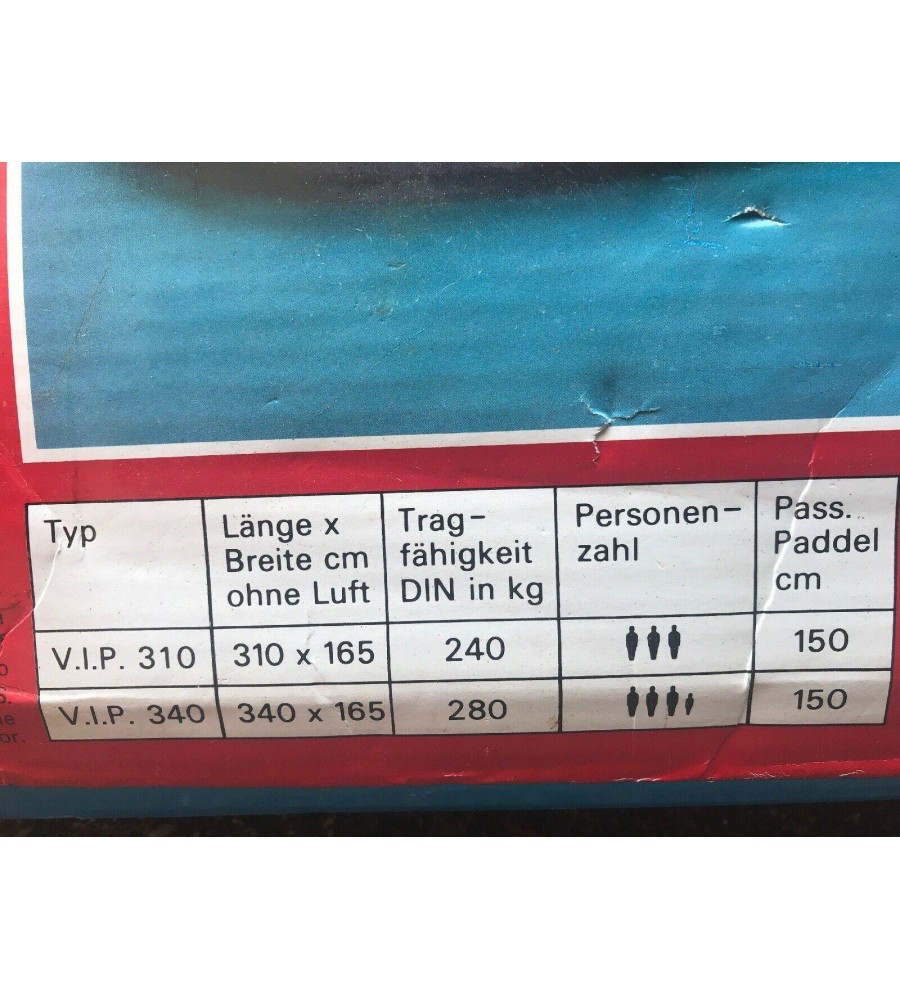 Typ
Länge x
Breite cm
ohne Luft
Trag-
fähigkeit
DIN in kg
Personen-
zahl
Pass.
Paddel
cm
V.I.P. 310 310 x 165 240 150
V.I.P. 340 340 x 165 280 150